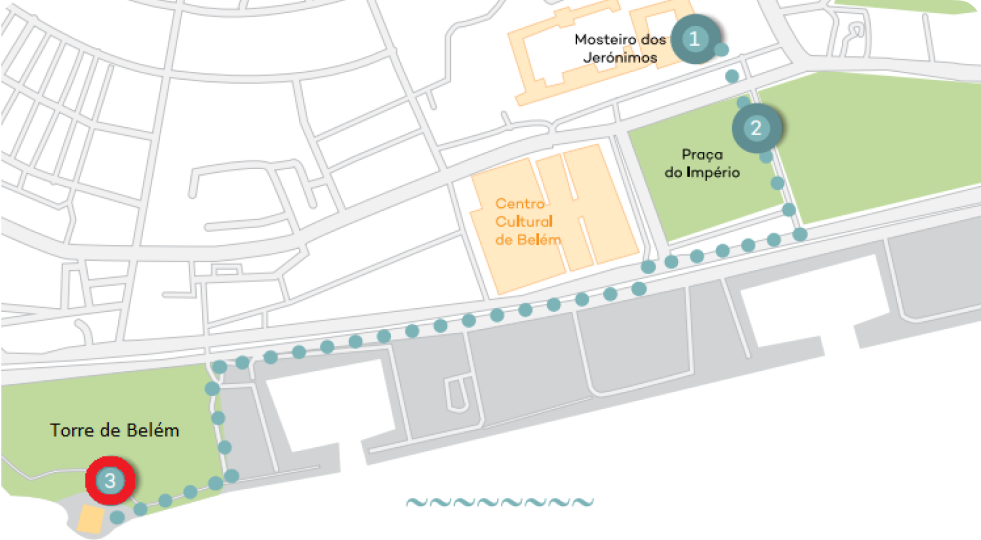 1
Mosteiro dos
Jerónimos
2
Praça
do Império
Centro
Cultural
de Belém
Torre de Belém
3